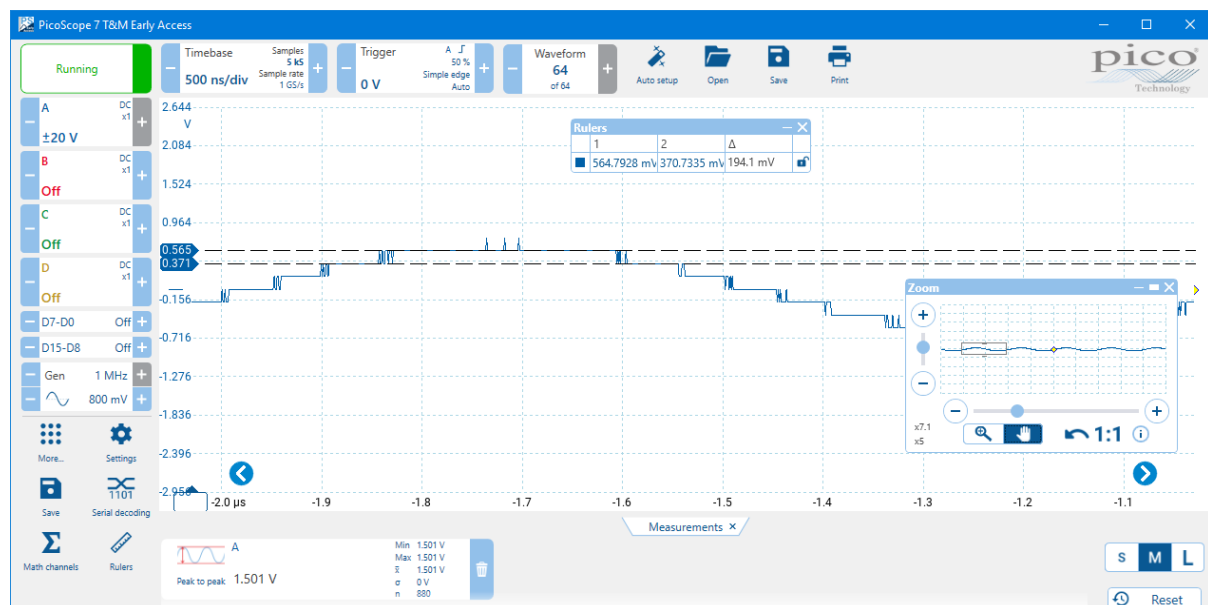 PicoScope 7 T&M Early Access
Running
Timebase
500 ns/div
Samples
5 kS
Sample rate
1 GS/s
Trigger
0 V
A
50 %
Simple edge
Auto
Waveform
64
of 64
Auto setup
Open
Save
Print
pico
Technology
A
DC
x1
±20 V
B
DC
x1
Off
C
DC
x1
Off
D
DC
x1
Off
D7-D0 Off
D15-D8 Off
Gen 1 MHz
800 mV
More...
Settings
Save
1101
Serial decoding
Math channels
Rulers
2.644
V
2.084
1.524
0.964
0.565
0.371
-0.156
-0.716
-1.276
-1.836
-2.396
-2.956
Rulers
1 2 Δ
564.7928 mV 370.7335 mV 194.1 mV
Zoom
x7.1
x5
1:1
-2.0 µs -1.9 -1.8 -1.7 -1.6 -1.5 -1.4 -1.3 -1.2 -1.1
Measurements
A
Peak to peak 1.501 V
Min 1.501 V
Max 1.501 V
x̄ 1.501 V
σ 0 V
n 880
S M L
Reset